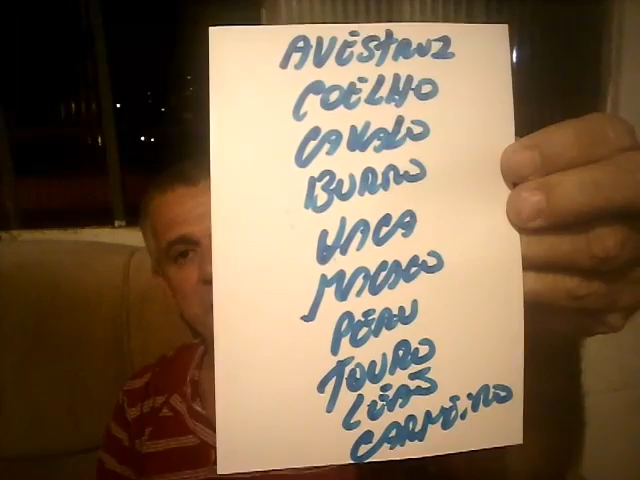 AVESTRUZ
COELHO
CAVALO
BURRO
VACA
MACACO
PERU
TOURO
LEÃO
CARNEIRO